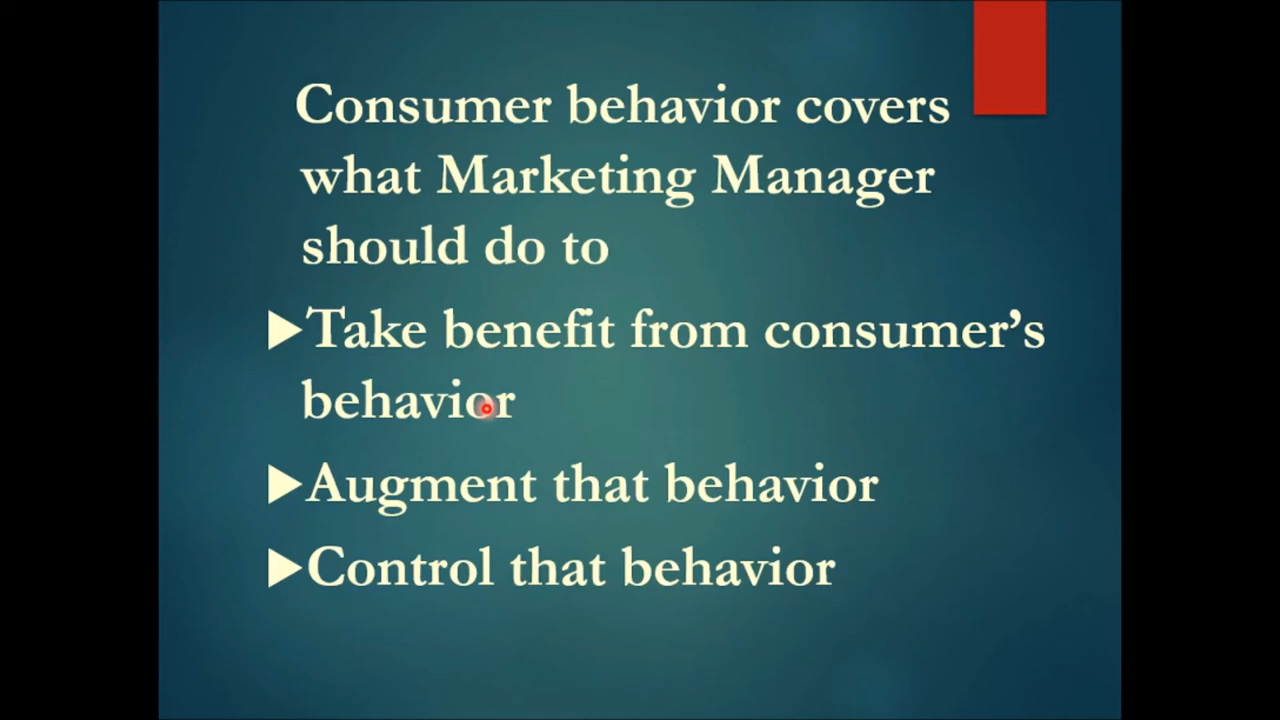 Consumer behavior covers
what Marketing Manager
should do to
Take benefit from consumer’s
behavior
Augment that behavior
Control that behavior